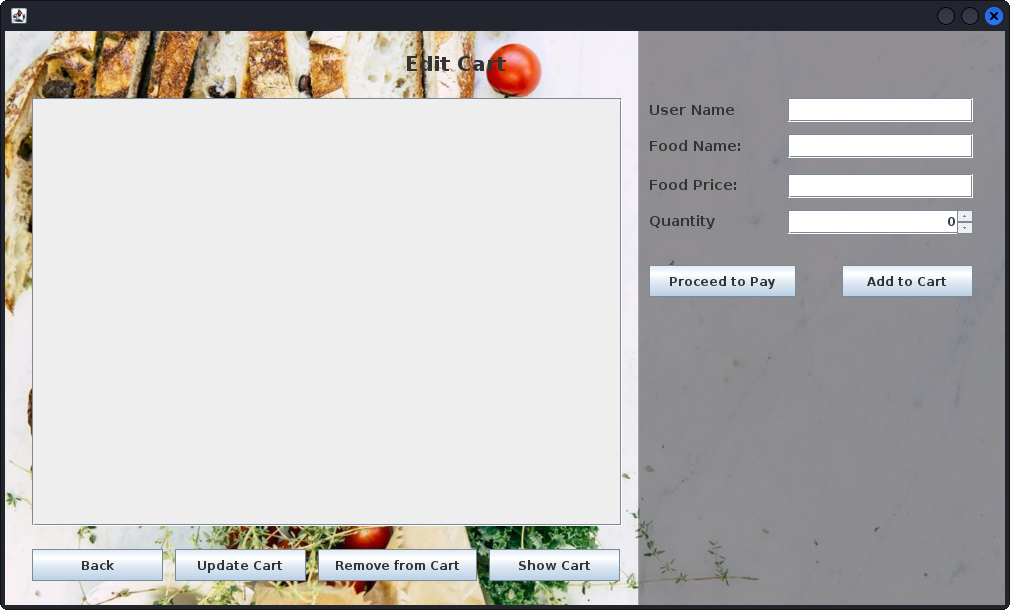 Edit Cart
User Name
Food Name:
Food Price:
Quantity
0
Proceed to Pay
Add to Cart
Back
Update Cart
Remove from Cart
Show Cart